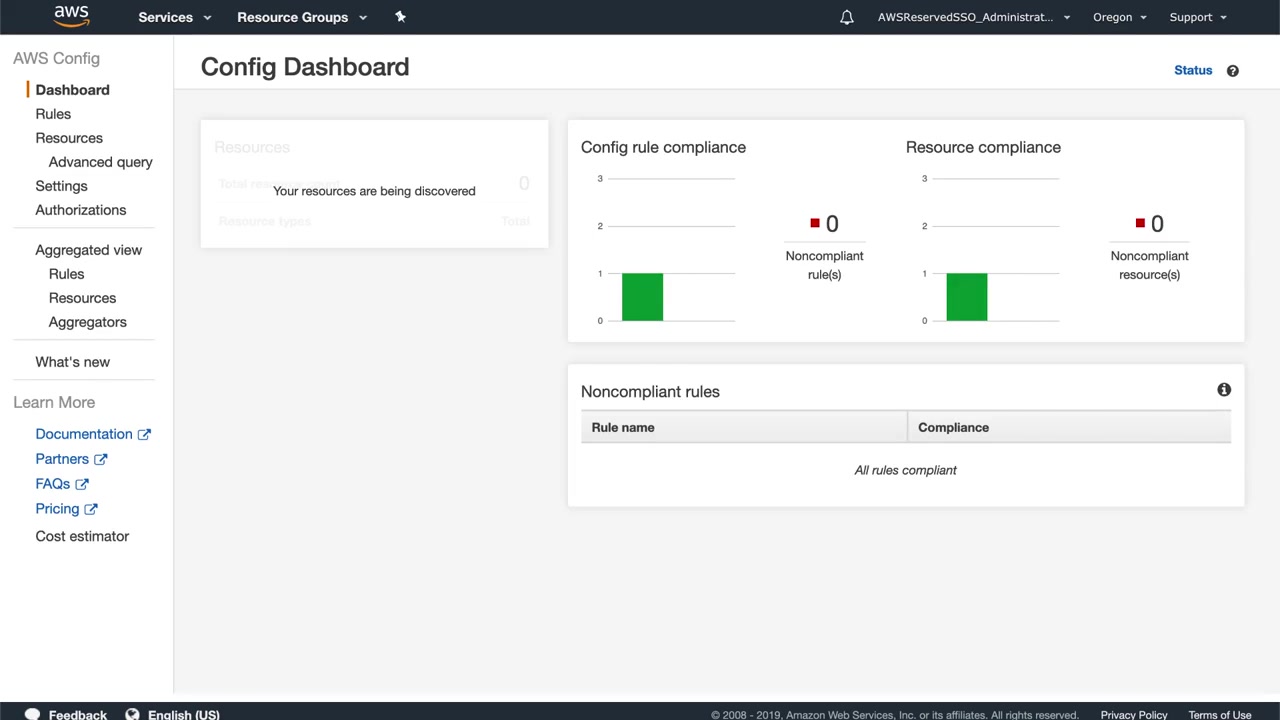 aws
Services
Resource Groups
AWSReservedSSO_Administrat...
Oregon
Support
AWS Config
Dashboard
Rules
Resources
Advanced query
Settings
Authorizations
Aggregated view
Rules
Resources
Aggregators
What's new
Learn More
Documentation
Partners
FAQs
Pricing
Cost estimator
Config Dashboard
Status
Resources
Total resource count 0
Your resources are being discovered
Resource types Total
Config rule compliance
3
2
1
0
0
Noncompliant
rule(s)
Resource compliance
3
2
1
0
0
Noncompliant
resource(s)
Noncompliant rules
Rule name Compliance
All rules compliant
Feedback
English (US)
© 2008 - 2019, Amazon Web Services, Inc. or its affiliates. All rights reserved.
Privacy Policy
Terms of Use